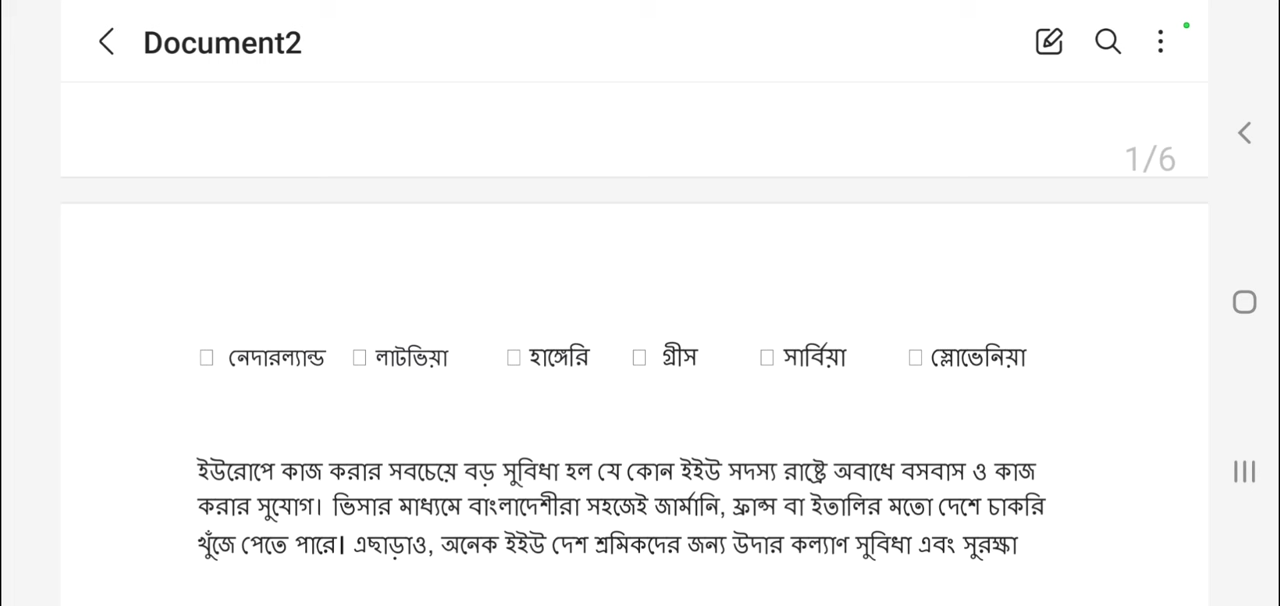 Document2
1/6
নেদারল্যান্ড লাটভিয়া হাঙ্গেরি গ্রীস সার্বিয়া স্লোভেনিয়া
ইউরোপে কাজ করার সবচেয়ে বড় সুবিধা হল যে কোন ইইউ সদস্য রাষ্ট্রে অবাধে বসবাস ও কাজ
করার সুযোগ। ভিসার মাধ্যমে বাংলাদেশীরা সহজেই জার্মানি, ফ্রান্স বা ইতালির মতো দেশে চাকরি
খুঁজে পেতে পারে। এছাড়াও, অনেক ইইউ দেশ শ্রমিকদের জন্য উদার কল্যাণ সুবিধা এবং সুরক্ষা